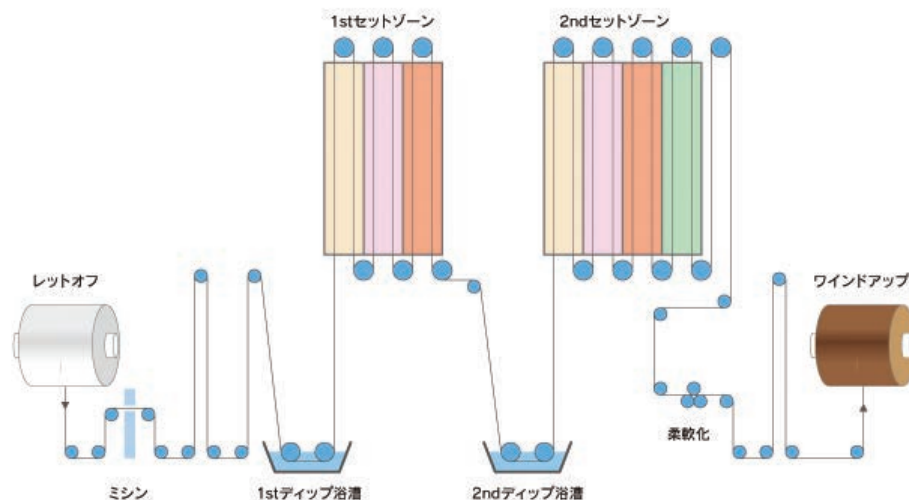 1stセットゾーン
2ndセットゾーン
レットオフ
ワインドアップ
柔軟化
ミシン
1stディップ浴漕
2ndディップ浴漕